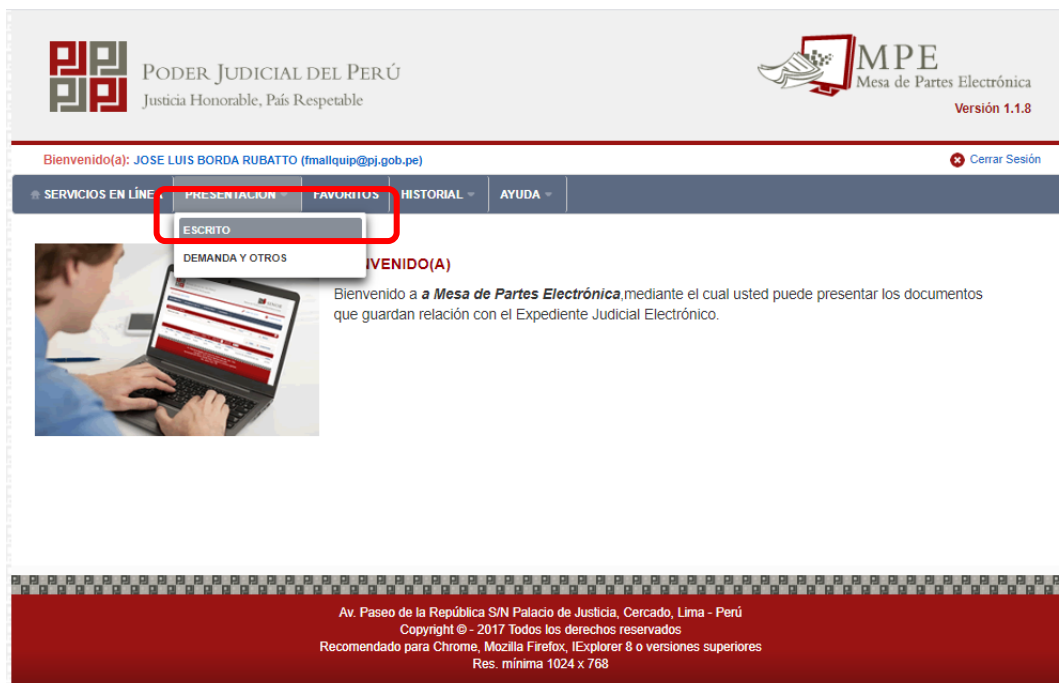 PODER JUDICIAL DEL PERÚ
Justicia Honorable, País Respetable
MPE
Mesa de Partes Electrónica
Versión 1.1.8
Bienvenido(a): JOSE LUIS BORDA RUBATTO (fmallquip@pj.gob.pe)
Cerrar Sesión
SERVICIOS EN LÍNEA PRESENTACIÓN FAVORITOS HISTORIAL AYUDA
ESCRITO
DEMANDA Y OTROS
NVENIDO(A)
Bienvenido a a Mesa de Partes Electrónica,mediante el cual usted puede presentar los documentos
que guardan relación con el Expediente Judicial Electrónico.
Av. Paseo de la República S/N Palacio de Justicia, Cercado, Lima - Perú
Copyright © - 2017 Todos los derechos reservados
Recomendado para Chrome, Mozilla Firefox, IExplorer 8 o versiones superiores
Res. mínima 1024 x 768